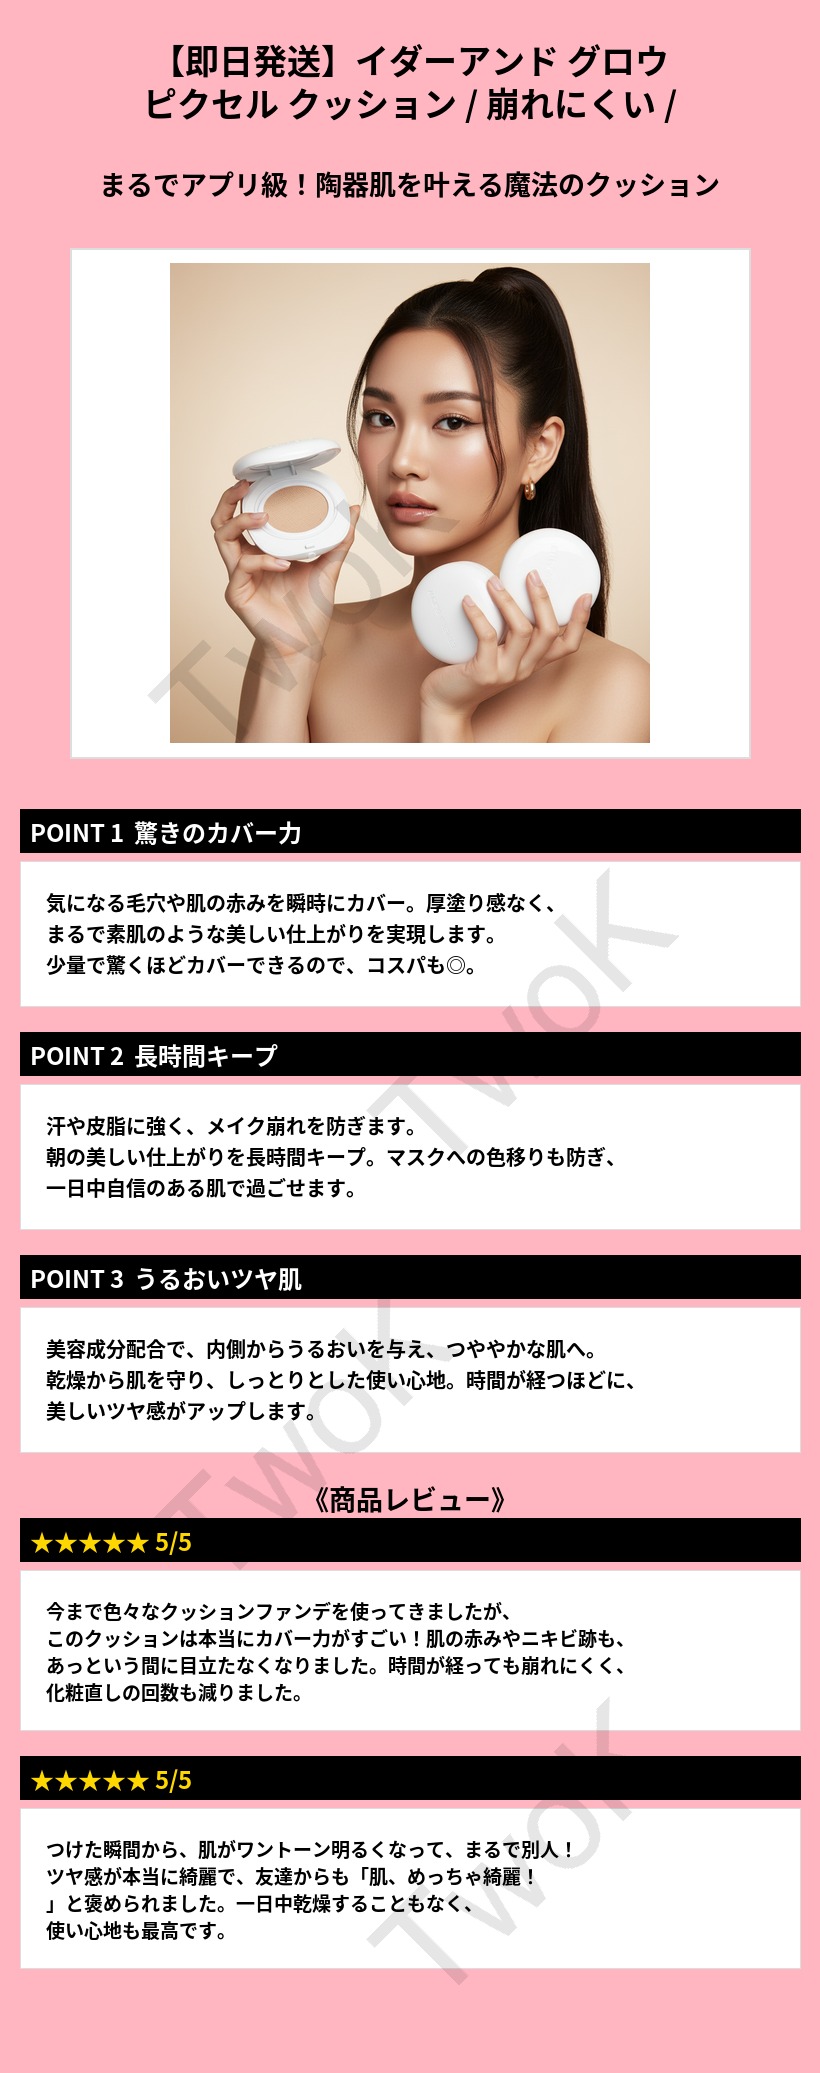 【即日発送】イダーアンド グロウ
ピクセル クッション / 崩れにくい /
まるでアプリ級！陶器肌を叶える魔法のクッション
TwoK
POINT 1 驚きのカバー力
気になる毛穴や肌の赤みを瞬時にカバー。厚塗り感なく、
まるで素肌のような美しい仕上がりを実現します。
少量で驚くほどカバーできるので、コスパも◎。
TwoK
POINT 2 長時間キープ
汗や皮脂に強く、メイク崩れを防ぎます。
朝の美しい仕上がりを長時間キープ。マスクへの色移りも防ぎ、
一日中自信のある肌で過ごせます。
POINT 3 うるおいツヤ肌
美容成分配合で、内側からうるおいを与え、つややかな肌へ。
乾燥から肌を守り、しっとりとした使い心地。時間が経つほどに、
美しいツヤ感がアップします。
TwoK
《商品レビュー》
★★★★★ 5/5
今まで色々なクッションファンデを使ってきましたが、
このクッションは本当にカバー力がすごい！肌の赤みやニキビ跡も、
あっという間に目立たなくなりました。時間が経っても崩れにくく、
化粧直しの回数も減りました。
★★★★★ 5/5
つけた瞬間から、肌がワントーン明るくなって、まるで別人！
ツヤ感が本当に綺麗で、友達からも「肌、めっちゃ綺麗！
」と褒められました。一日中乾燥することもなく、
使い心地も最高です。
TwoK